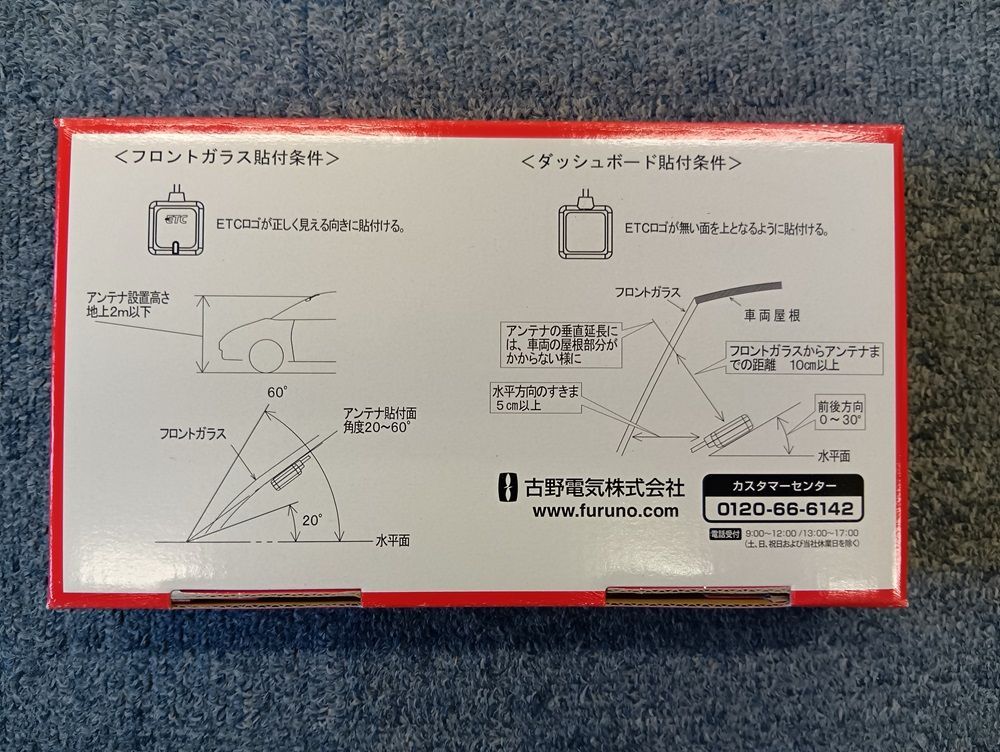 ＜フロントガラス貼付条件＞
ETC
ETCロゴが正しく見える向きに貼付ける。
アンテナ設置高さ
地上2m以下
60°
アンテナ貼付面
角度20～60°
フロントガラス
20°
水平面
＜ダッシュボード貼付条件＞
ETCロゴが無い面を上となるように貼付ける。
フロントガラス
車両屋根
アンテナの垂直延長に
は、車両の屋根部分が
かからない様に
フロントガラスからアンテナま
での距離 10cm以上
水平方向のすきま
5cm以上
前後方向
0～30°
水平面
古野電気株式会社
www.furuno.com
カスタマーセンター
0120-66-6142
電話受付 9:00～12:00/13:00～17:00
(土、日、祝日および当社休業日を除く)